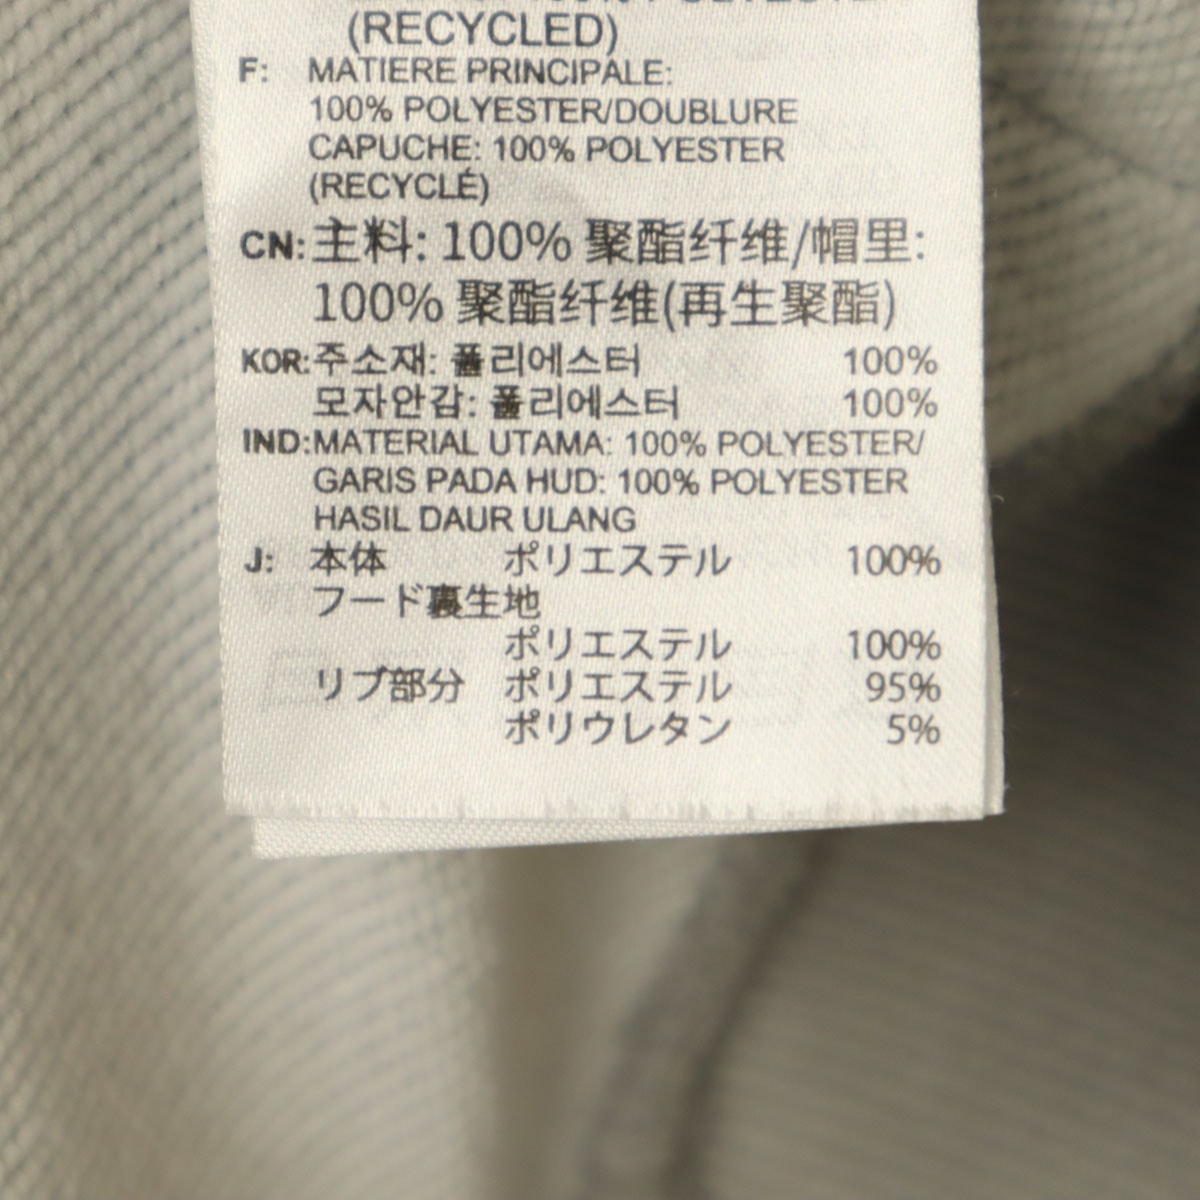 (RECYCLED)
F: MATIERE PRINCIPALE:
100% POLYESTER/DOUBLURE
CAPUCHE: 100% POLYESTER
(RECYCLÉ)
CN: 主料: 100% 聚酯纤维/帽里:
100% 聚酯纤维(再生聚酯)
KOR: 주소재: 폴리에스터 100%
모자안감: 폴리에스터 100%
IND: MATERIAL UTAMA: 100% POLYESTER/
GARIS PADA HUD: 100% POLYESTER
HASIL DAUR ULANG
J: 本体 ポリエステル 100%
フード裏生地
ポリエステル 100%
リブ部分 ポリエステル 95%
ポリウレタン 5%